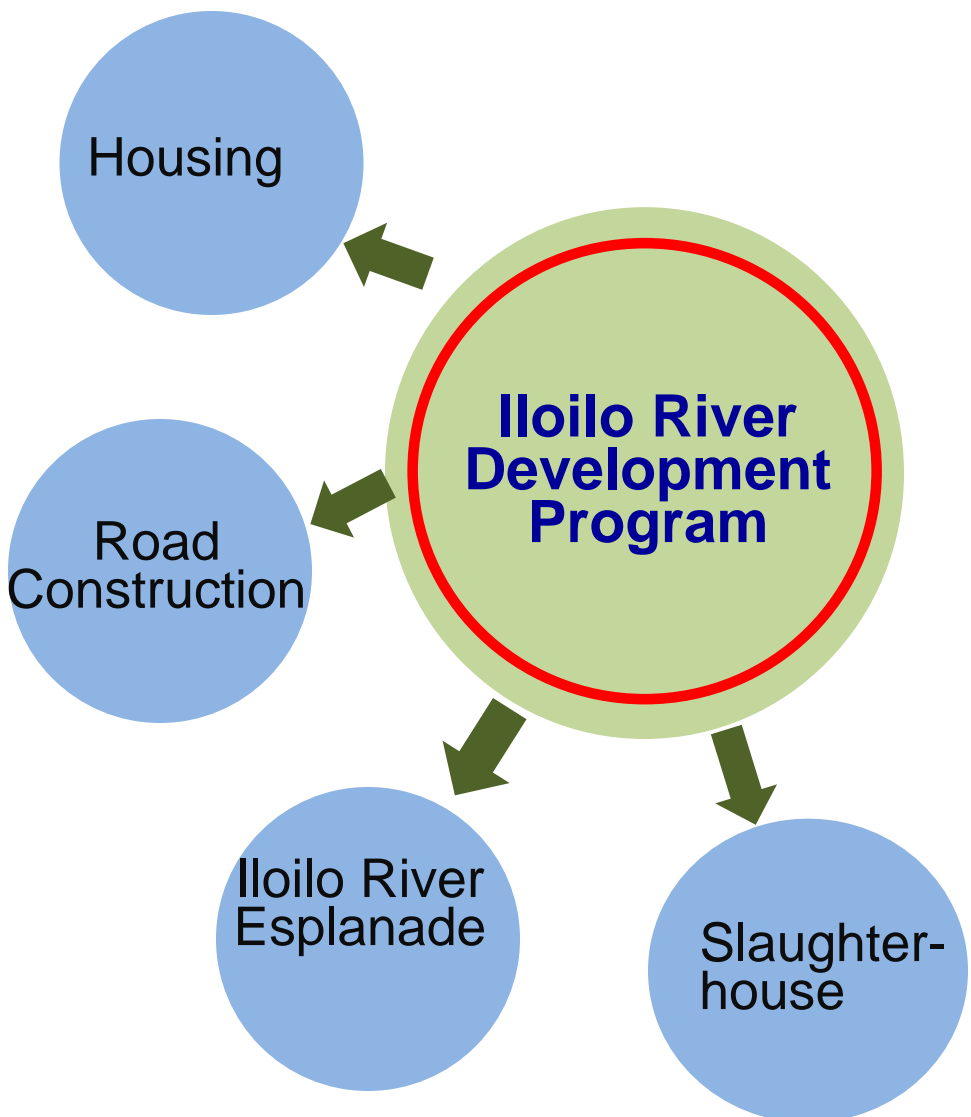 Housing
Iloilo River
Development
Program
Road
Construction
Iloilo River
Esplanade
Slaughter-
house